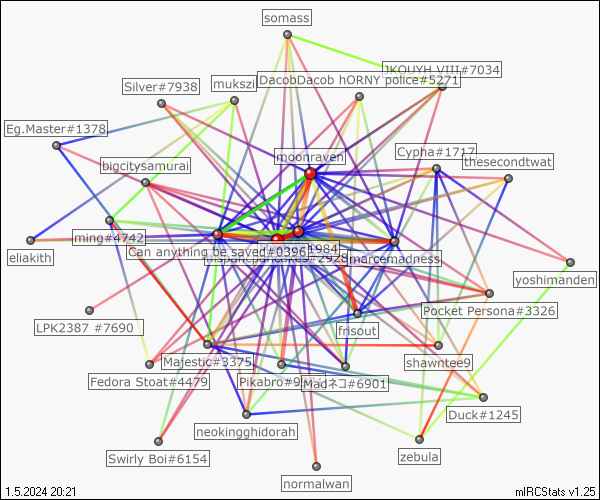 somass
JKOUYH VIII#7034
DacobDacob hORNY police#5271
Silver#7938
mukszi
Eg.Master#1378
moonraven
Cypha#1717
thesecondtwat
bigcitysamurai
ming#4742
eliakith
Can anything be saved#0396
1984
#2928
marcemadness
yoshimanden
Pocket Persona#3326
LPK2387 #7690
frisout
Majestic#3375
shawntee9
Fedora Stoat#4479
Pikabro#9
Madネコ#6901
Duck#1245
neokingghidorah
Swirly Boi#6154
zebula
normalwan
1.5.2024 20:21
mIRCStats v1.25